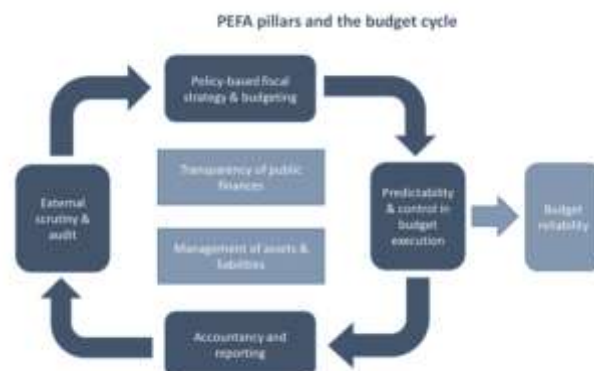 PEFA pillars and the budget cycle
Policy-based fiscal
strategy & budgeting
Transparency of public
finances
External
scrutiny &
audit
Predictability
& control in
budget
execution
Budget
reliability
Management of assets &
liabilities
Accountancy and
reporting